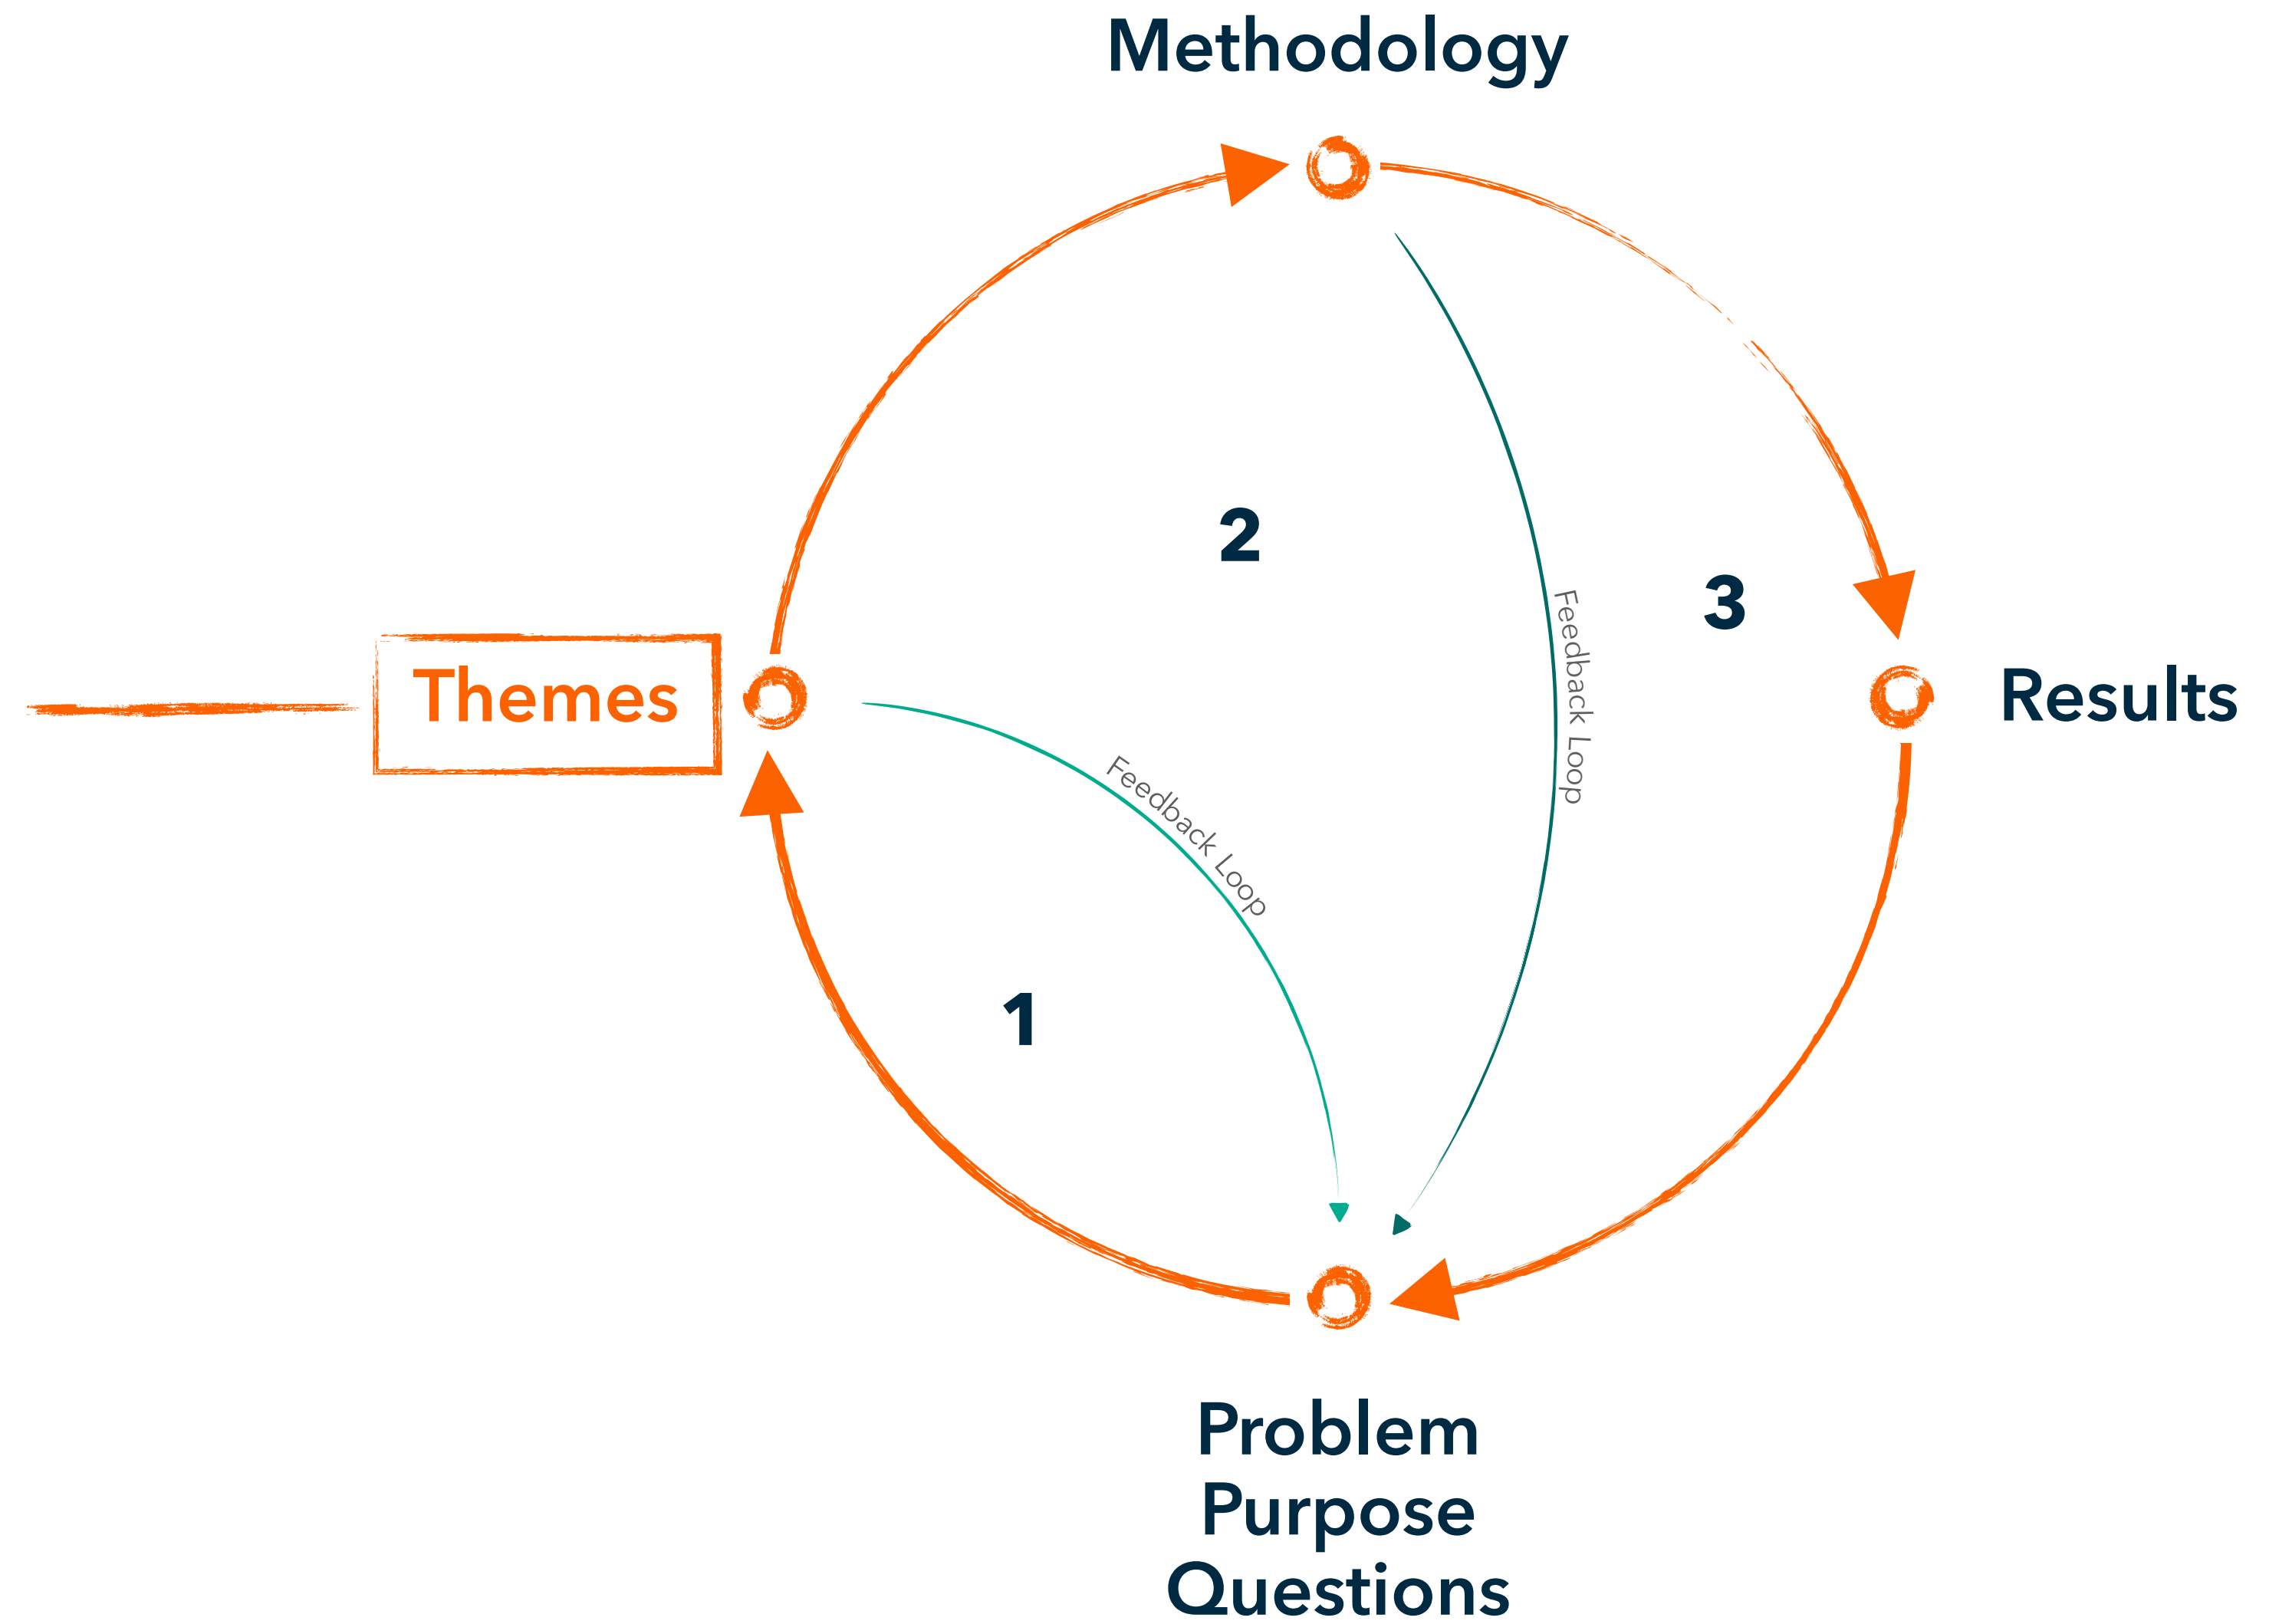 Methodology
2
3
Feedback Loop
Themes
Results
Feedback Loop
1
Problem
Purpose
Questions